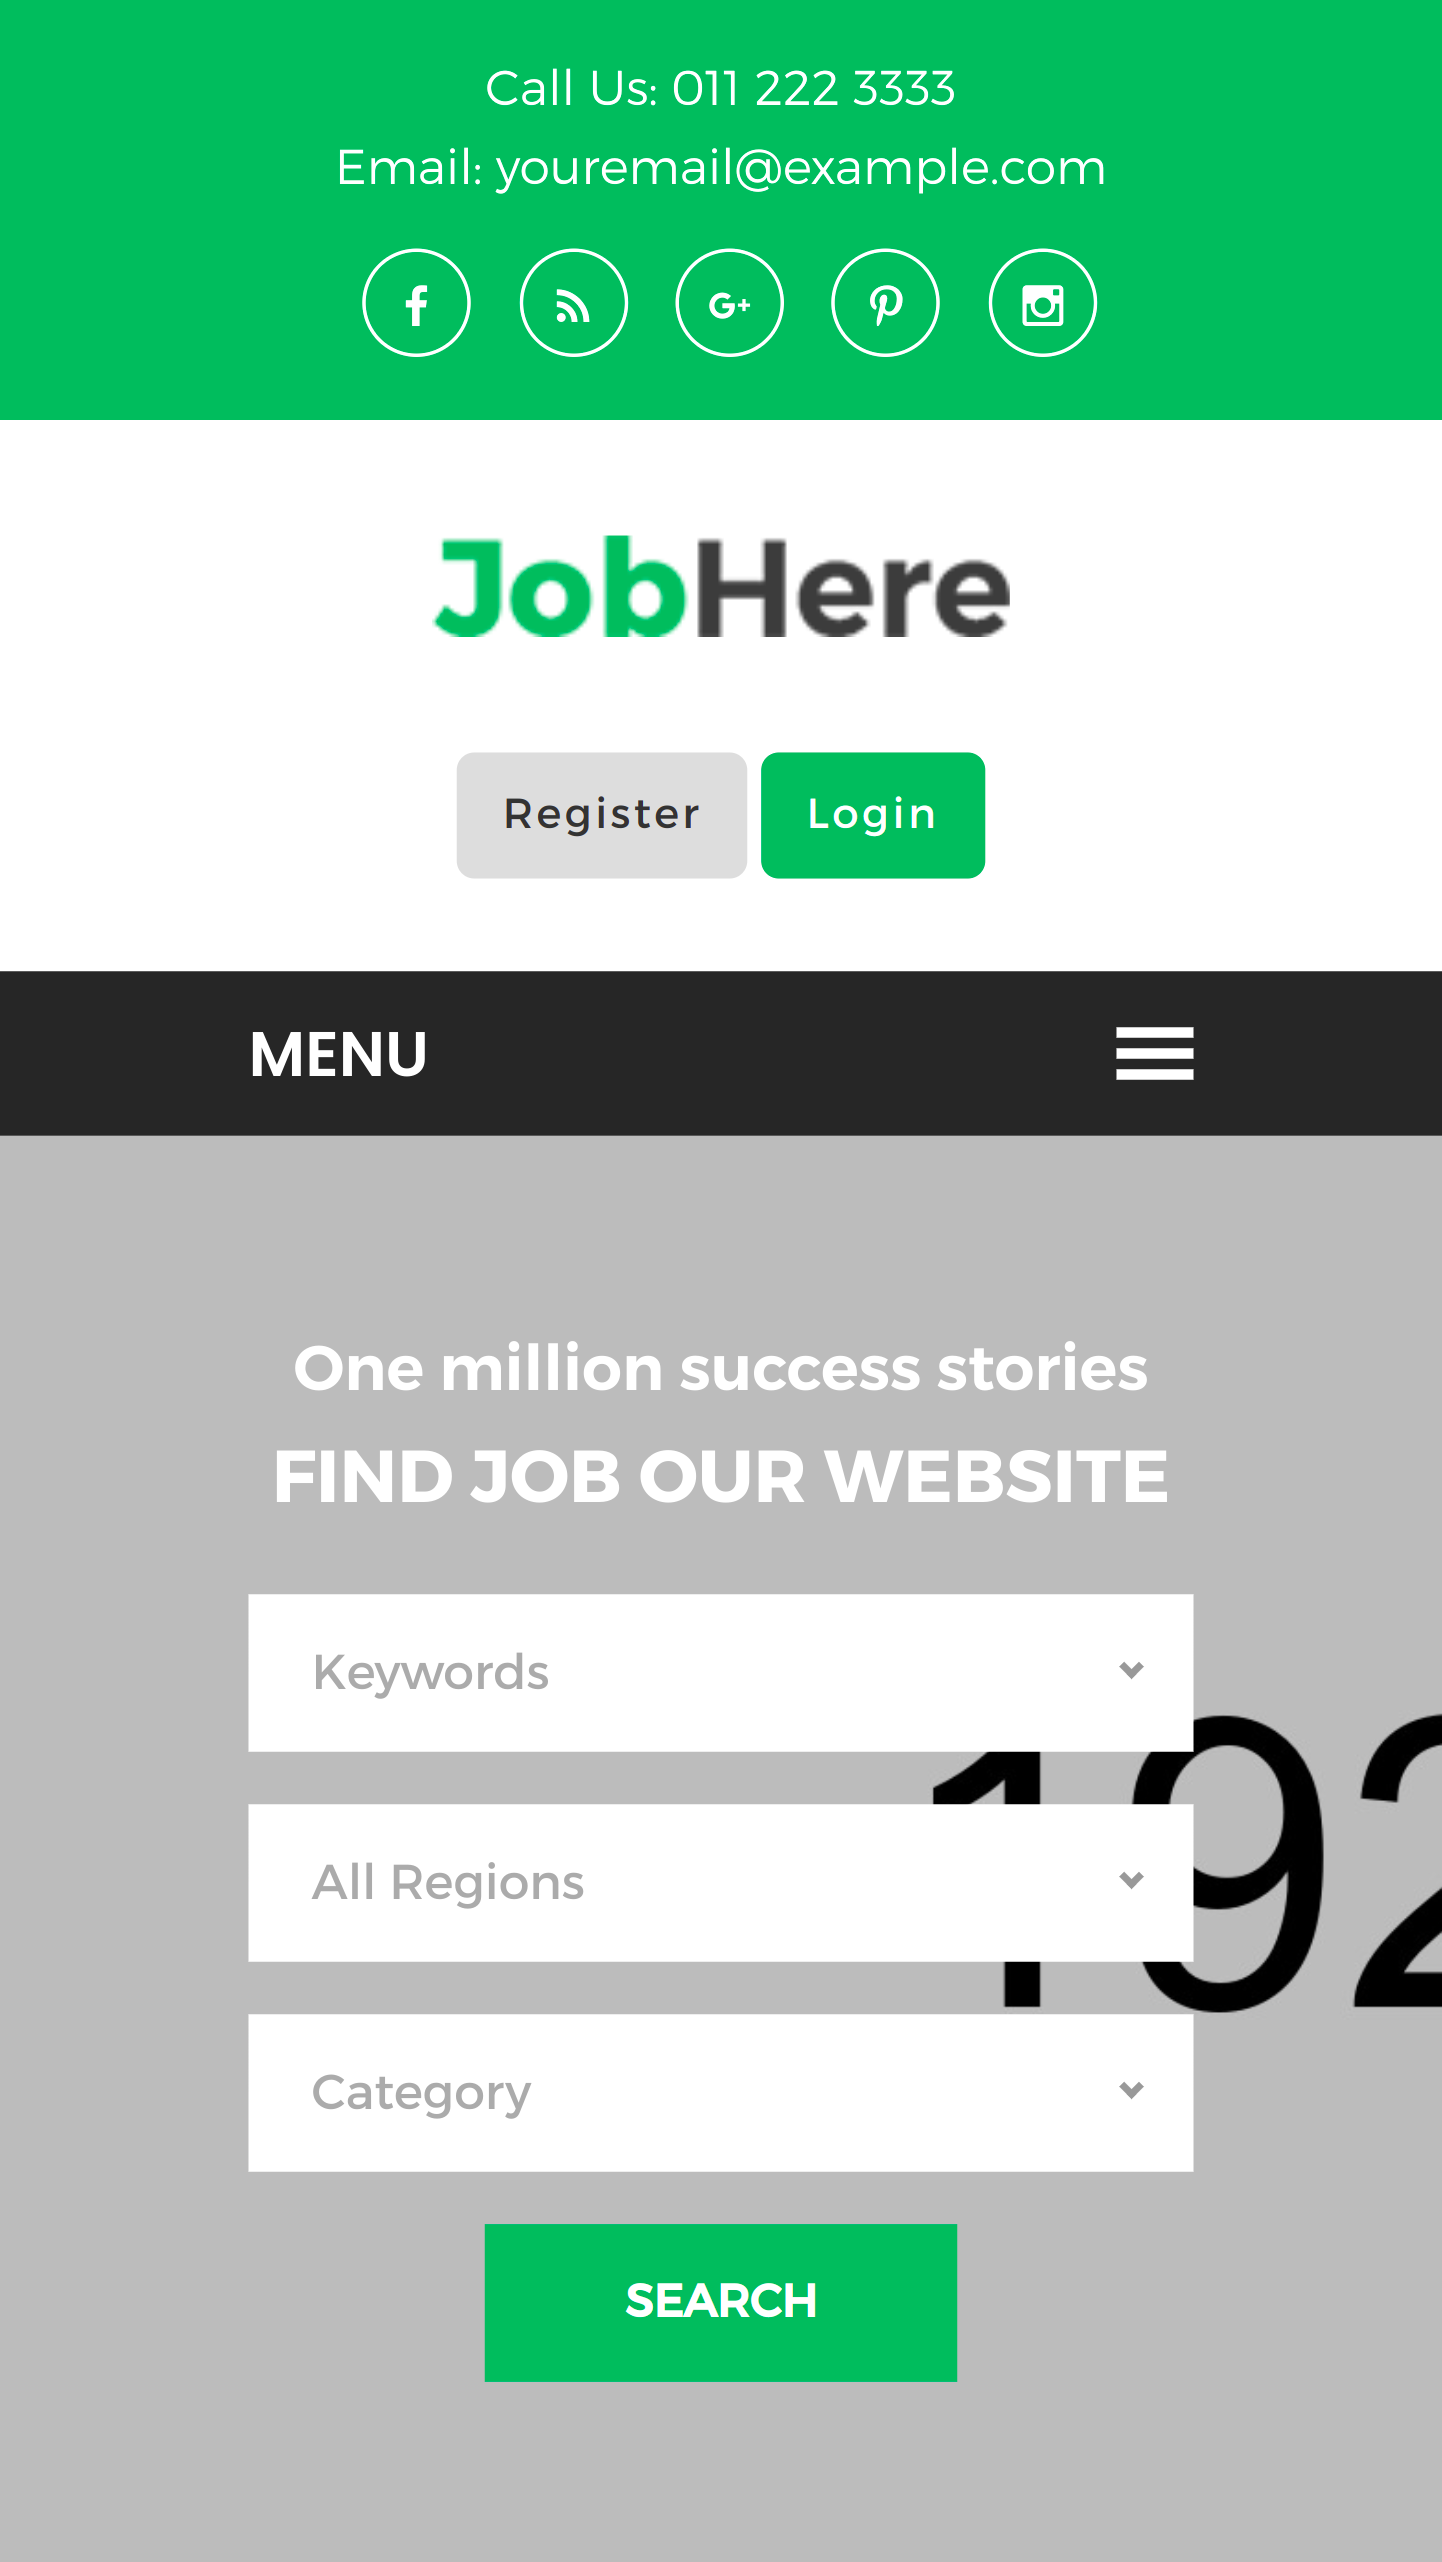 Call Us: 011 222 3333
Email: youremail@example.com
JobHere
Register Login
MENU
One million success stories
FIND JOB OUR WEBSITE
Keywords
All Regions
Category
SEARCH